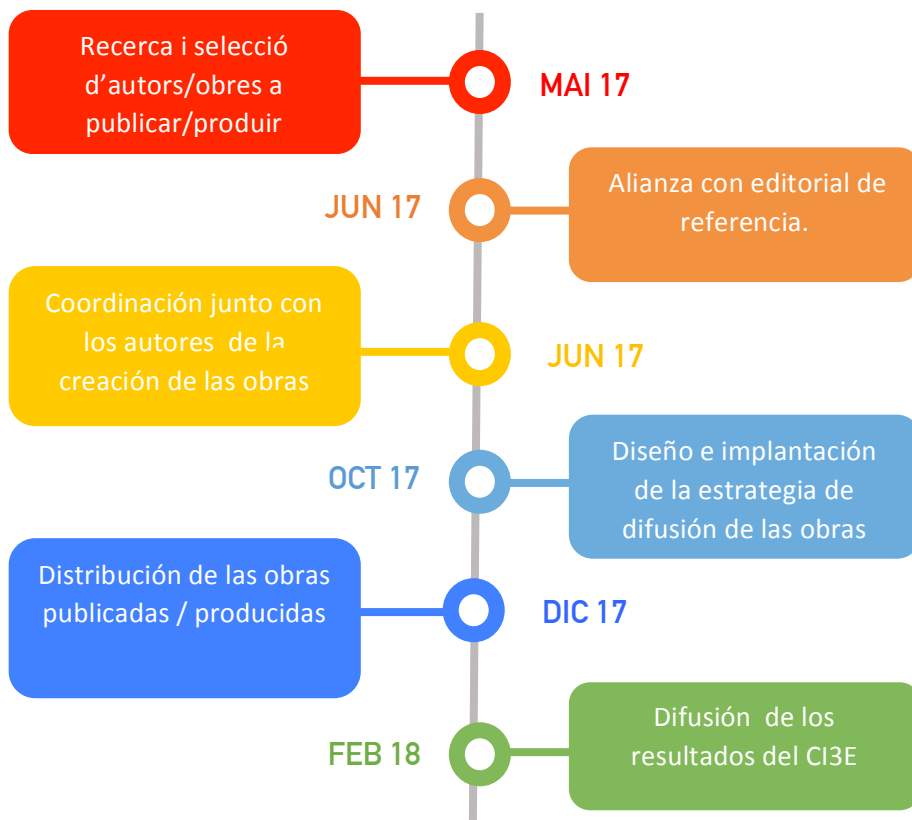 Recerca i selecció
d’autors/obres a
publicar/produir
MAI 17
JUN 17
Alianza con editorial de
referencia.
Coordinación junto con
los autores de la
creación de las obras
JUN 17
OCT 17
Diseño e implantación
de la estrategia de
difusión de las obras
Distribución de las obras
publicadas / producidas
DIC 17
FEB 18
Difusión de los
resultados del CI3E